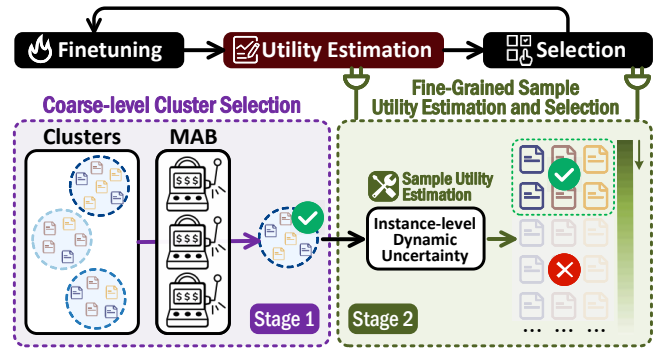 Finetuning
Utility Estimation
Selection
Coarse-level Cluster Selection
Fine-Grained Sample
Utility Estimation and Selection
Clusters
MAB
$$$
$$$
$$$
Stage 1
Sample Utility
Estimation
Instance-level
Dynamic
Uncertainty
Stage 2
... ... ...